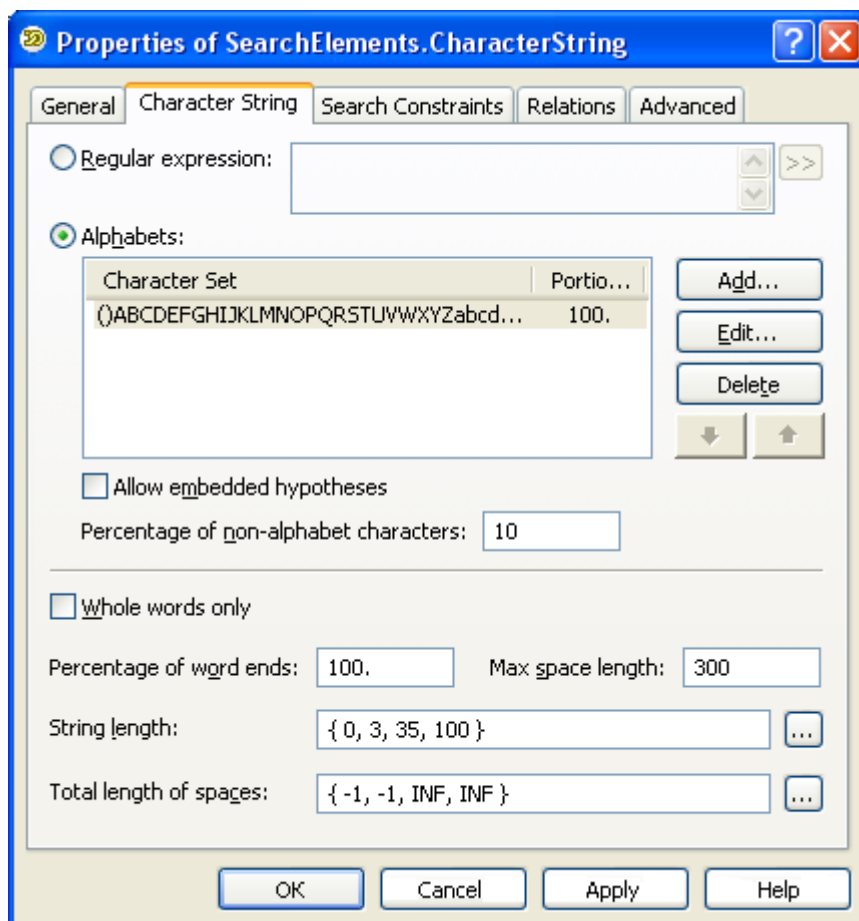 Properties of SearchElements.CharacterString
General Character String Search Constraints Relations Advanced
Regular expression: >>
Alphabets:
Character Set Portio...
()ABCDEFGHIJKLMNOPQRSTUVWXYZabcd... 100.
Add...
Edit...
Delete
Allow embedded hypotheses
Percentage of non-alphabet characters: 10
Whole words only
Percentage of word ends: 100. Max space length: 300
String length: { 0, 3, 35, 100 } ...
Total length of spaces: { -1, -1, INF, INF } ...
OK Cancel Apply Help